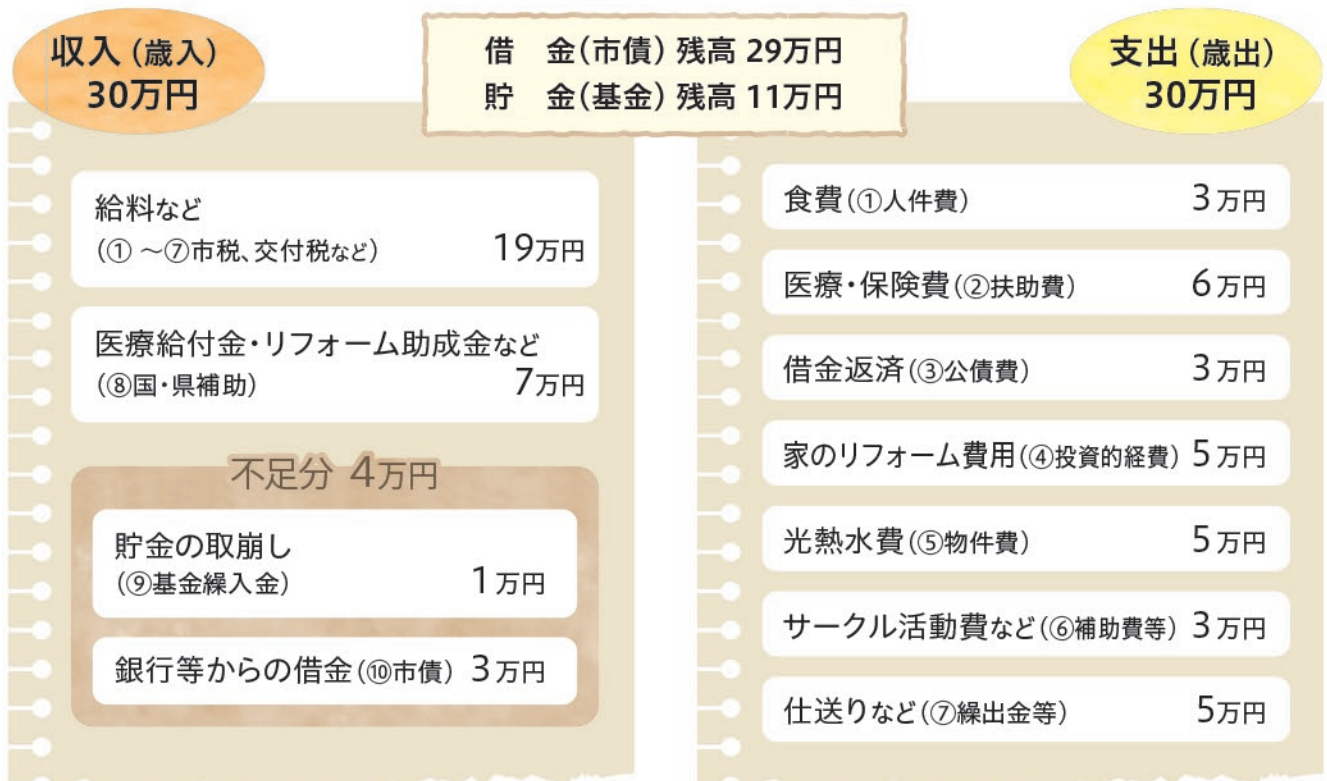 収入（歳入）
30万円
借　金（市債）残高 29万円
貯　金（基金）残高 11万円
支出（歳出）
30万円
給料など
（① ～⑦市税、交付税など） 19万円
医療給付金・リフォーム助成金など
（⑧国・県補助） 7万円
不足分 4万円
貯金の取崩し
（⑨基金繰入金） 1万円
銀行等からの借金（⑩市債） 3万円
食費（①人件費） 3万円
医療・保険費（②扶助費） 6万円
借金返済（③公債費） 3万円
家のリフォーム費用（④投資的経費） 5万円
光熱水費（⑤物件費） 5万円
サークル活動費など（⑥補助費等） 3万円
仕送りなど（⑦繰出金等） 5万円